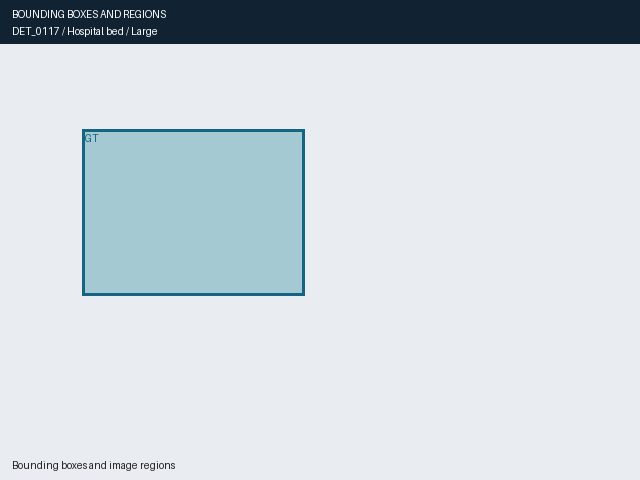 BOUNDING BOXES AND REGIONS
DET_0117 / Hospital bed / Large
GT
Bounding boxes and image regions